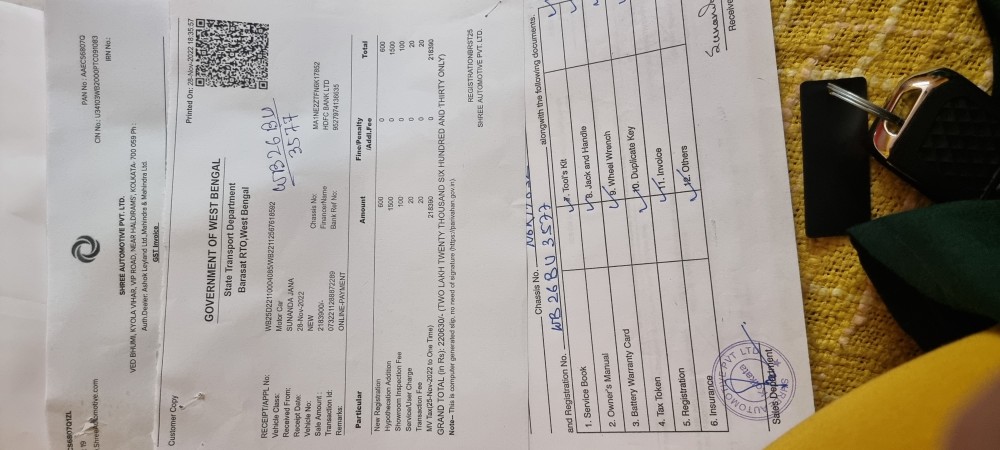 PAN No.: AAECS6807Q
CIN No.: U34103WB2000PTC091083
IBN No.:
SHREE AUTOMOTIVE PVT. LTD.
VED BHUMI, KYOLA VIHAR, VIP ROAD, NEAR HALDIRAMS, KOLKATA- 700 059 Ph :
Auth.Dealer: Ashok Leyland Ltd.,Mahindra & Mahindra Ltd.
GST Invoice
Customer Copy
Printed On: 28-Nov-2022 18:35:57
GOVERNMENT OF WEST BENGAL
State Transport Department
Barasat RTO,West Bengal
WB26BU
3577
RECEIPT/APPL No:
Vehicle Class: Motor Car
Received From: SUNANDA JANA
Receipt Date: 28-Nov-2022
Vehicle No: NEW Chassis No: MA1NE2ZTFN6K17852
Sale Amount: 2183900/- Finance/Name HDFC BANK LTD
Transaction Id: 0732211288872289 Bank Ref No: 9527974136635
Remarks: ONLINE-PAYMENT
Particular Amount Fine/Penalty /Addl.Fee Total
New Registration 600 0 600
Hypothecation Addition 1500 0 1500
Showroom Inspection Fee 100 0 100
Service/User Charge 20 0 20
Transaction Fee 20 0 20
MV Tax(25-Nov-2022 to One Time) 218390 0 218390
GRAND TOTAL (in Rs): 220630/- (TWO LAKH TWENTY THOUSAND SIX HUNDRED AND THIRTY ONLY)
Note– This is computer generated slip, no need of signature (https://parivahan.gov.in)
REGISTRATIONBRST25
SHREE AUTOMOTIVE PVT. LTD.
Chassis No.
and Registration No. WB 26 BU 3577 alongwith the following documents.
1. Service Book 7. Tool's Kit
2. Owner's Manual 8. Jack and Handle
3. Battery Warranty Card 9. Wheel Wrench
4. Tax Token 10. Duplicate Key
5. Registration 11. Invoice
6. Insurance 12. Others
Sales Department